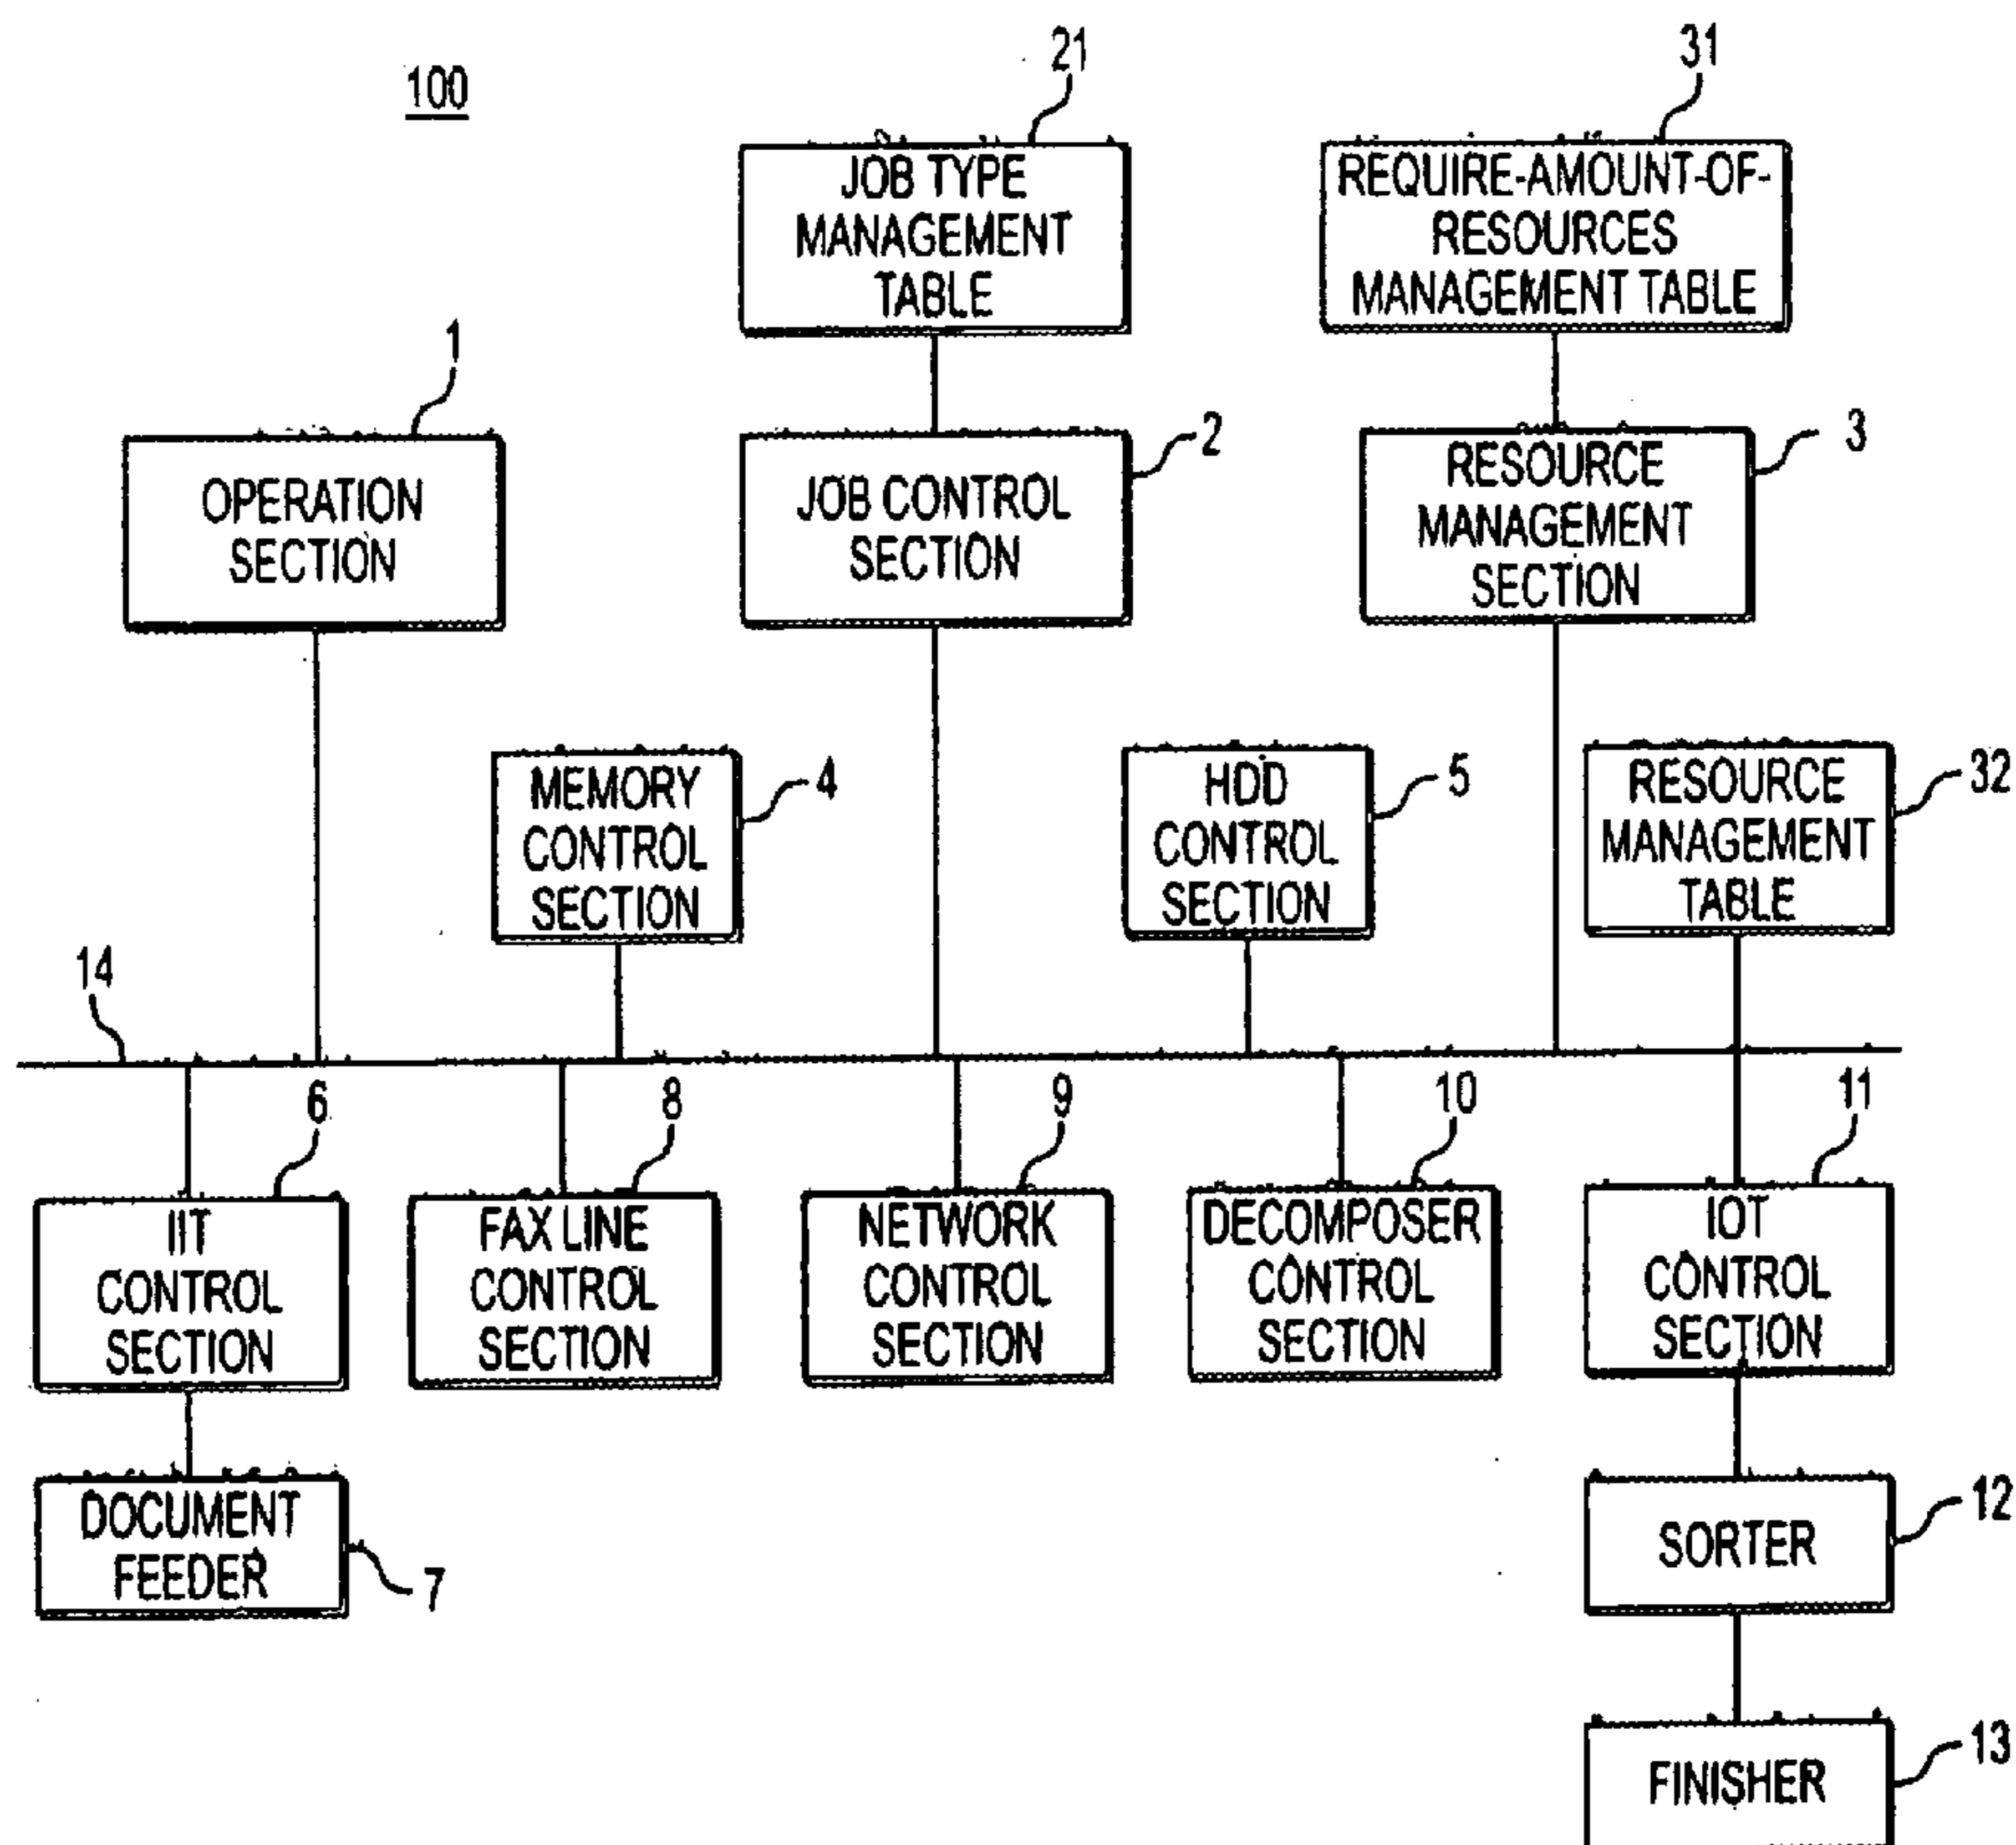 100
21
31
JOB TYPE
MANAGEMENT
TABLE
REQUIRE-AMOUNT-OF-
RESOURCES
MANAGEMENT TABLE
1
2
3
OPERATION
SECTION
JOB CONTROL
SECTION
RESOURCE
MANAGEMENT
SECTION
MEMORY
CONTROL
SECTION
4
HDD
CONTROL
SECTION
5
RESOURCE
MANAGEMENT
TABLE
32
14
6
8
9
10
11
IIT
CONTROL
SECTION
FAX LINE
CONTROL
SECTION
NETWORK
CONTROL
SECTION
DECOMPOSER
CONTROL
SECTION
IOT
CONTROL
SECTION
DOCUMENT
FEEDER
7
SORTER
12
FINISHER
13